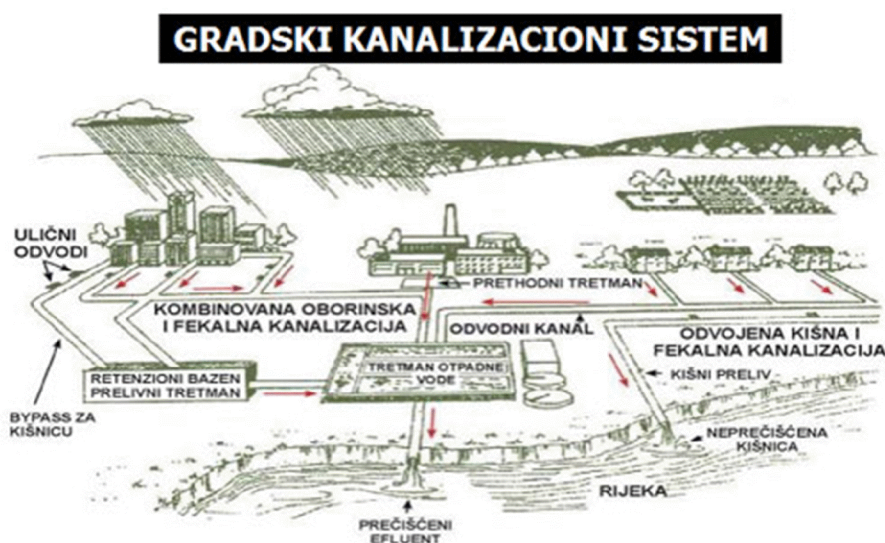 GRADSKI KANALIZACIONI SISTEM
ULIČNI
ODVODI
PRETHODNI TRETMAN
KOMBINOVANA OBORINSKA
I FEKALNA KANALIZACIJA
ODVODNI KANAL
ODVOJENA KIŠNA I
FEKALNA KANALIZACIJA
RETENZIONI BAZEN
PRELIVNI TRETMAN
TRETMAN OTPADNE
VODE
KIŠNI PRELIV
BYPASS ZA
KIŠNICU
NEPREČIŠĆENA
KIŠNICA
RIJEKA
PREČIŠĆENI
EFLUENT